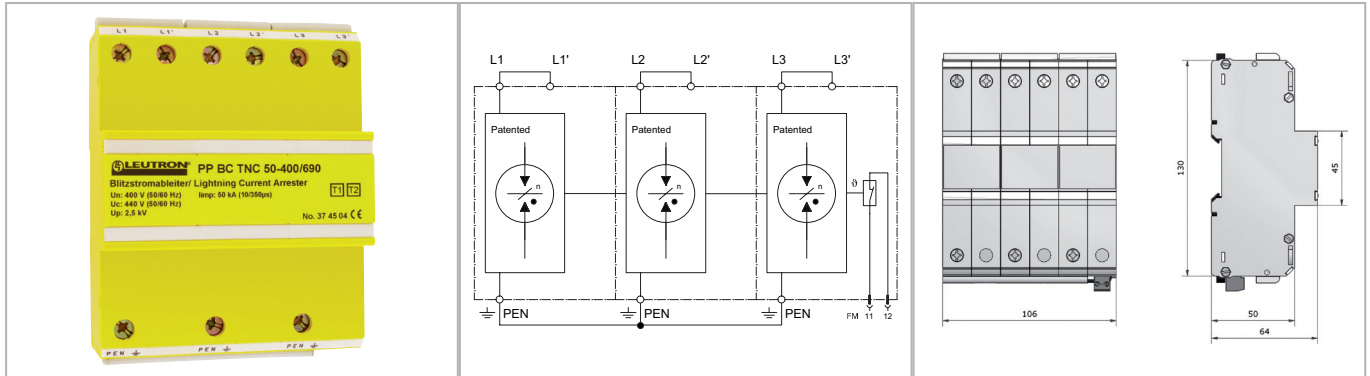 L1 L1' L2 L2' L3 L3'
LEUTRON® PP BC TNC 50-400/690
Blitzstromableiter/ Lightning Current Arrester
Un: 400 V (50/60 Hz) Iimp: 50 kA (10/350µs)
Uc: 440 V (50/60 Hz)
Up: 2,5 kV
T1 T2
No. 37 45 04 CE
PEN PEN PEN
L1 L1' L2 L2' L3 L3'
Patented Patented Patented
n n n
ϑ
PEN PEN PEN
FM 11 12
130
45
106
50
64